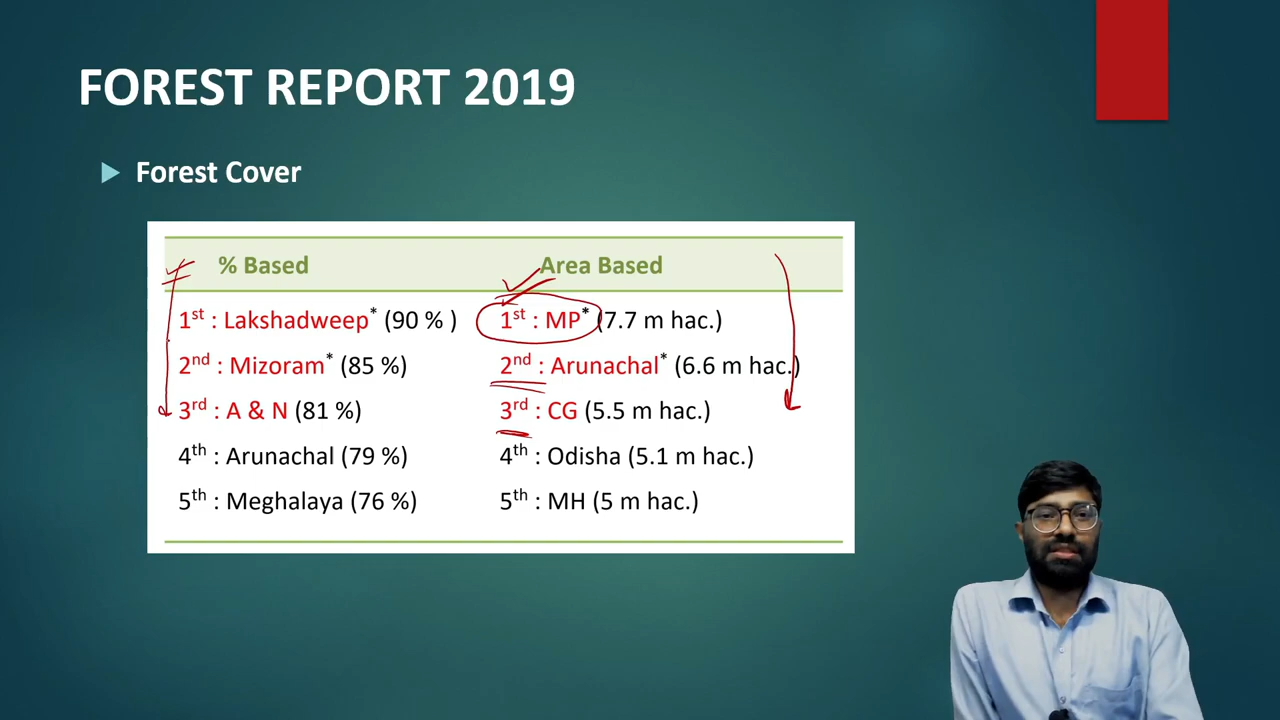 FOREST REPORT 2019
Forest Cover
% Based Area Based
1st : Lakshadweep* (90 % ) 1st : MP* (7.7 m hac.)
2nd : Mizoram* (85 %) 2nd : Arunachal* (6.6 m hac.)
3rd : A & N (81 %) 3rd : CG (5.5 m hac.)
4th : Arunachal (79 %) 4th : Odisha (5.1 m hac.)
5th : Meghalaya (76 %) 5th : MH (5 m hac.)